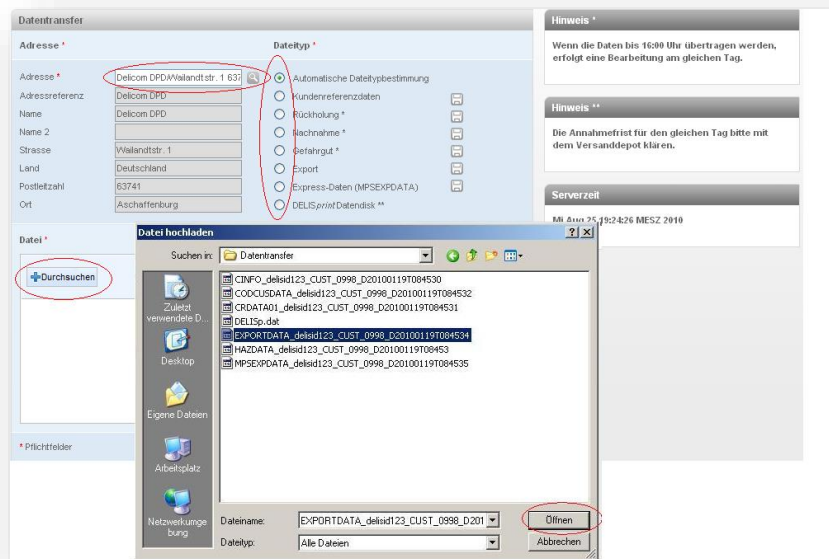 Datentransfer
Adresse *
Dateityp *
Adresse *
Delicom DPD/Wailandtstr. 1 637
Automatische Dateitypbestimmung
Adressreferenz
Delicom DPD
Kundenreferenzdaten
Name
Delicom DPD
Rückholung *
Name 2
Nachnahme *
Strasse
Wailandtstr. 1
Gefahrgut *
Land
Deutschland
Export
Postleitzahl
63741
Express-Daten (MPSEXPDATA)
Ort
Aschaffenburg
DELISprint Datendisk **
Datei *
Durchsuchen
* Pflichtfelder
Hinweis *
Wenn die Daten bis 16:00 Uhr übertragen werden,
erfolgt eine Bearbeitung am gleichen Tag.
Hinweis **
Die Annahmefrist für den gleichen Tag bitte mit
dem Versanddepot klären.
Serverzeit
Mi Aug 25 19:24:26 MESZ 2010
Datei hochladen
Suchen in:
Datentransfer
Zuletzt
verwendete D...
Desktop
Eigene Dateien
Arbeitsplatz
Netzwerkumge
bung
CINFO_delisid123_CUST_0998_D20100119T084530
CODCUSDATA_delisid123_CUST_0998_D20100119T084532
CRDATA01_delisid123_CUST_0998_D20100119T084531
DELISp.dat
EXPORTDATA_delisid123_CUST_0998_D20100119T084534
HAZDATA_delisid123_CUST_0998_D20100119T08453
MPSEXPDATA_delisid123_CUST_0998_D20100119T084535
Dateiname:
EXPORTDATA_delisid123_CUST_0998_D201
Öffnen
Dateityp:
Alle Dateien
Abbrechen